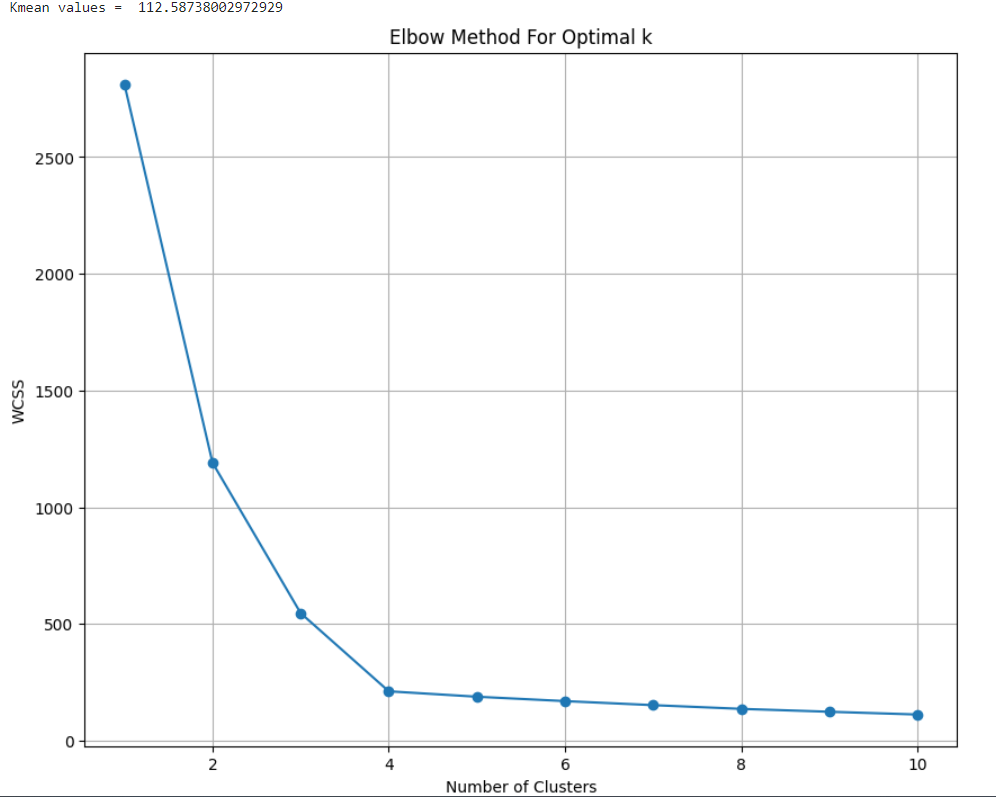 Kmean values =  112.58738002972929
Elbow Method For Optimal k
2500
2000
1500
1000
500
0
WCSS
2 4 6 8 10
Number of Clusters